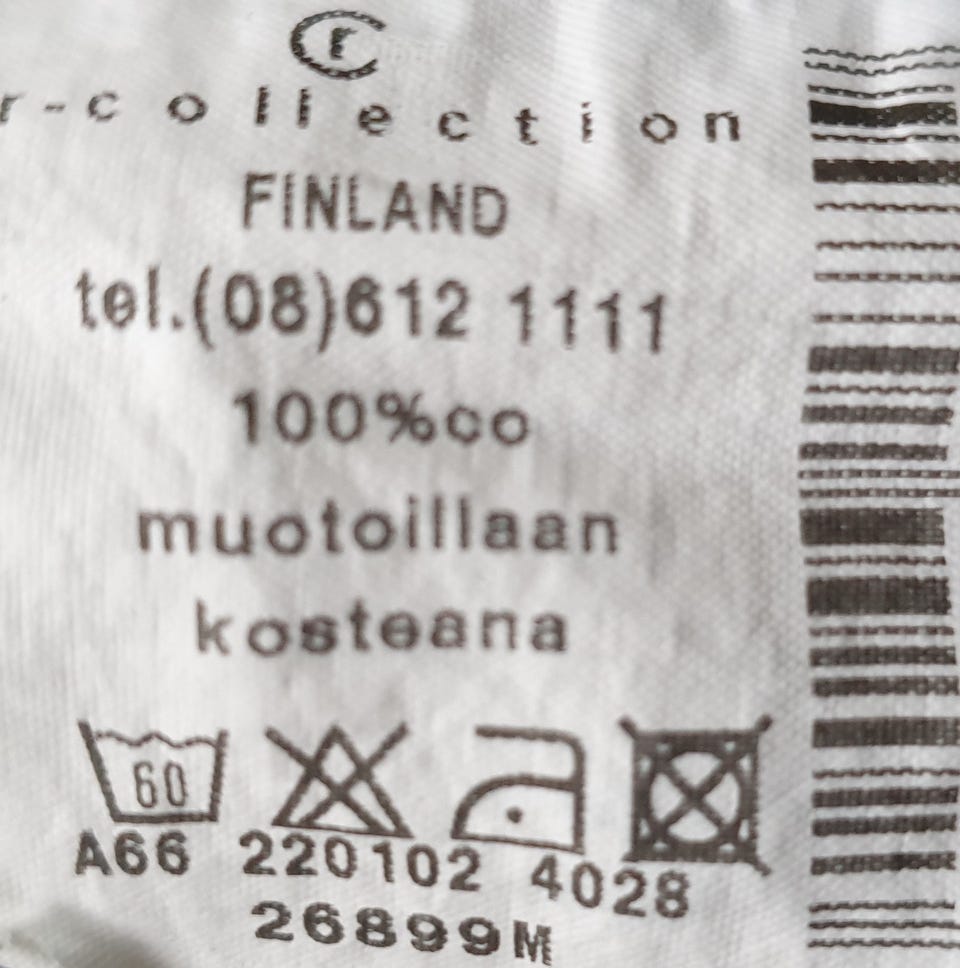 r
r-collection
FINLAND
tel.(08)612 1111
100%co
muotoillaan
kosteana
60
A66 220102 4028
26899M